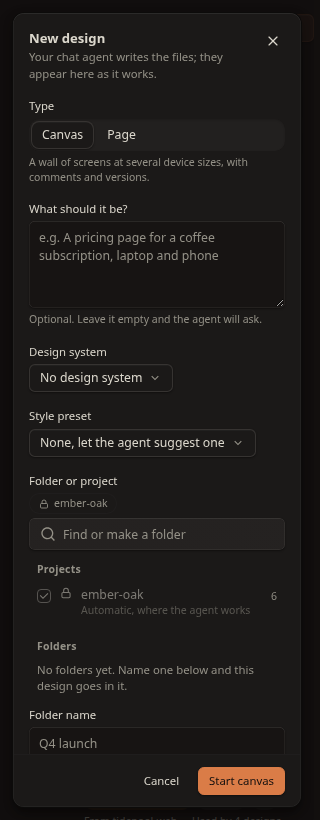 New design
Your chat agent writes the files; they
appear here as it works.
Type
Canvas
Page
A wall of screens at several device sizes, with
comments and versions.
What should it be?
e.g. A pricing page for a coffee
subscription, laptop and phone
Optional. Leave it empty and the agent will ask.
Design system
No design system
Style preset
None, let the agent suggest one
Folder or project
ember-oak
Find or make a folder
Projects
ember-oak
6
Automatic, where the agent works
Folders
No folders yet. Name one below and this
design goes in it.
Folder name
Q4 launch
Cancel
Start canvas